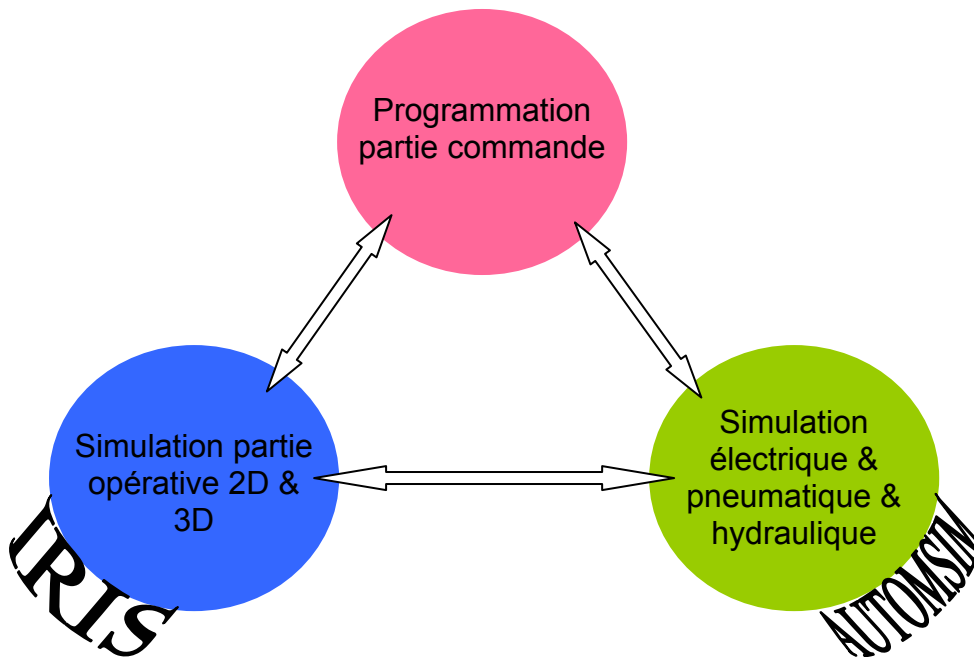 Programmation
partie commande
Simulation partie
opérative 2D &
3D
IRIS
Simulation
électrique &
pneumatique &
hydraulique
AUTOMSIM